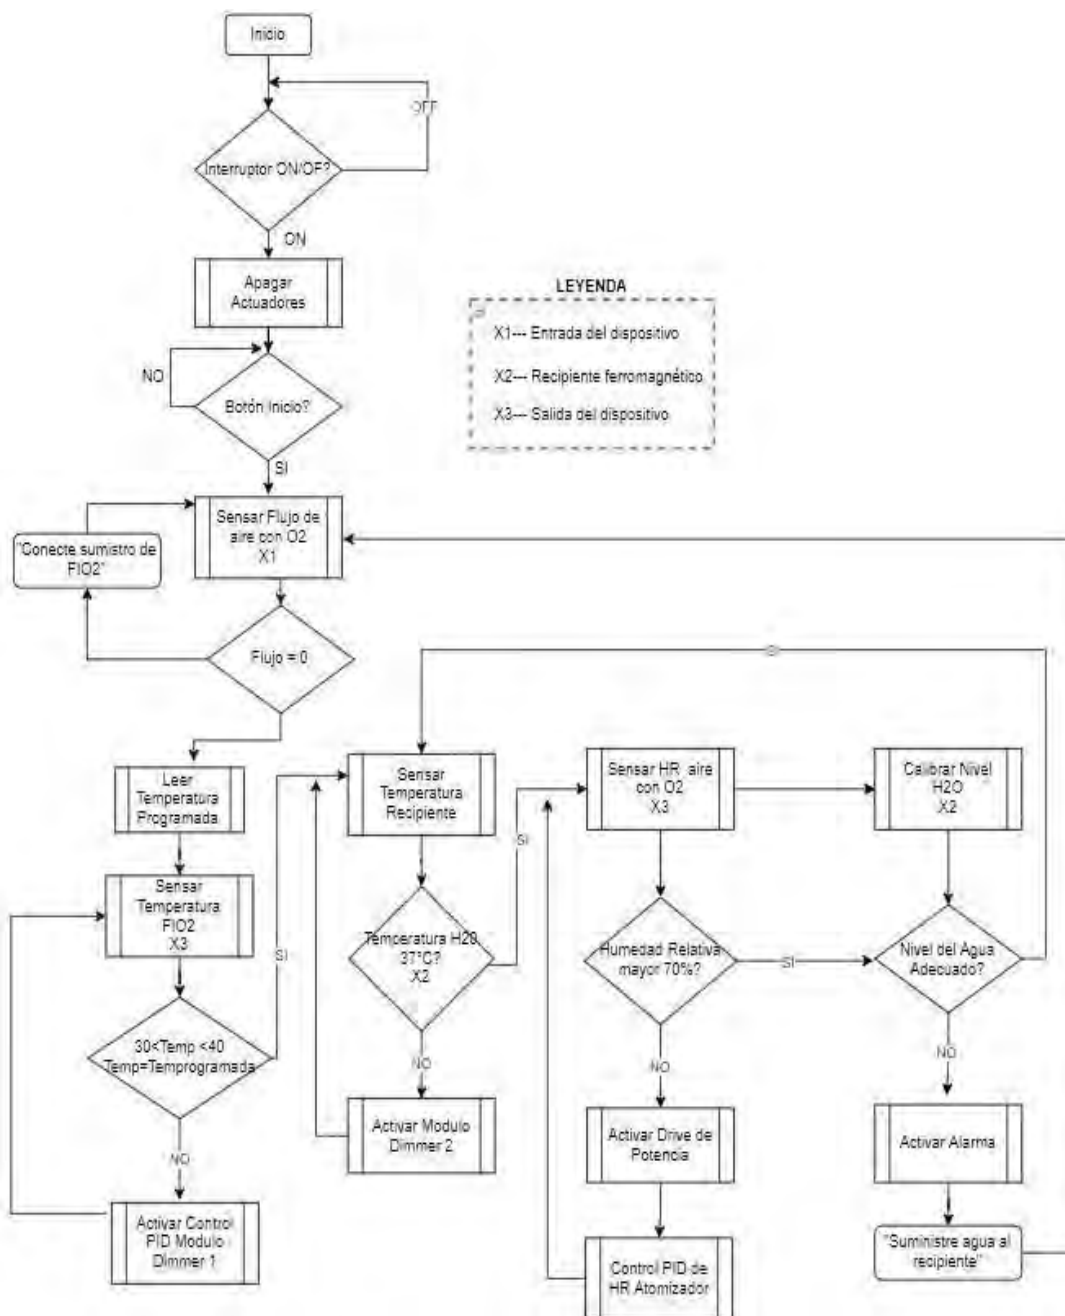 Inicio
OFF
Interruptor ON/OF?
ON
Apagar
Actuadores
LEYENDA
X1--- Entrada del dispositivo
X2--- Recipiente ferromagnético
X3--- Salida del dispositivo
NO
Botón Inicio?
SI
Sensar Flujo de
aire con O2
X1
"Conecte sumistro de
FIO2"
Flujo = 0
SI
Leer
Temperatura
Programada
Sensar
Temperatura
Recipiente
Sensar HR aire
con O2
X3
Calibrar Nivel
H2O
X2
SI
Sensar
Temperatura
FIO2
X3
SI
Temperatura H20
37°C?
X2
Humedad Relativa
mayor 70%?
SI
Nivel del Agua
Adecuado?
30<Temp <40
Temp=Temprogramada
NO
NO
NO
Activar Modulo
Dimmer 2
Activar Drive de
Potencia
Activar Alarma
NO
Activar Control
PID Modulo
Dimmer 1
Control PID de
HR Atomizador
"Suministre agua al
recipiente"